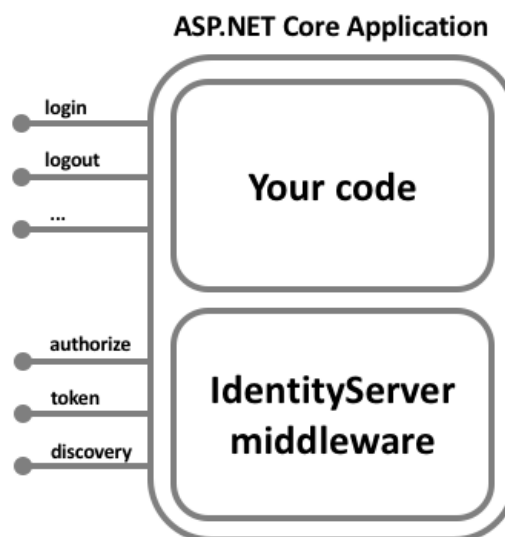 ASP.NET Core Application
login
logout
...
Your code
authorize
token
discovery
IdentityServer
middleware